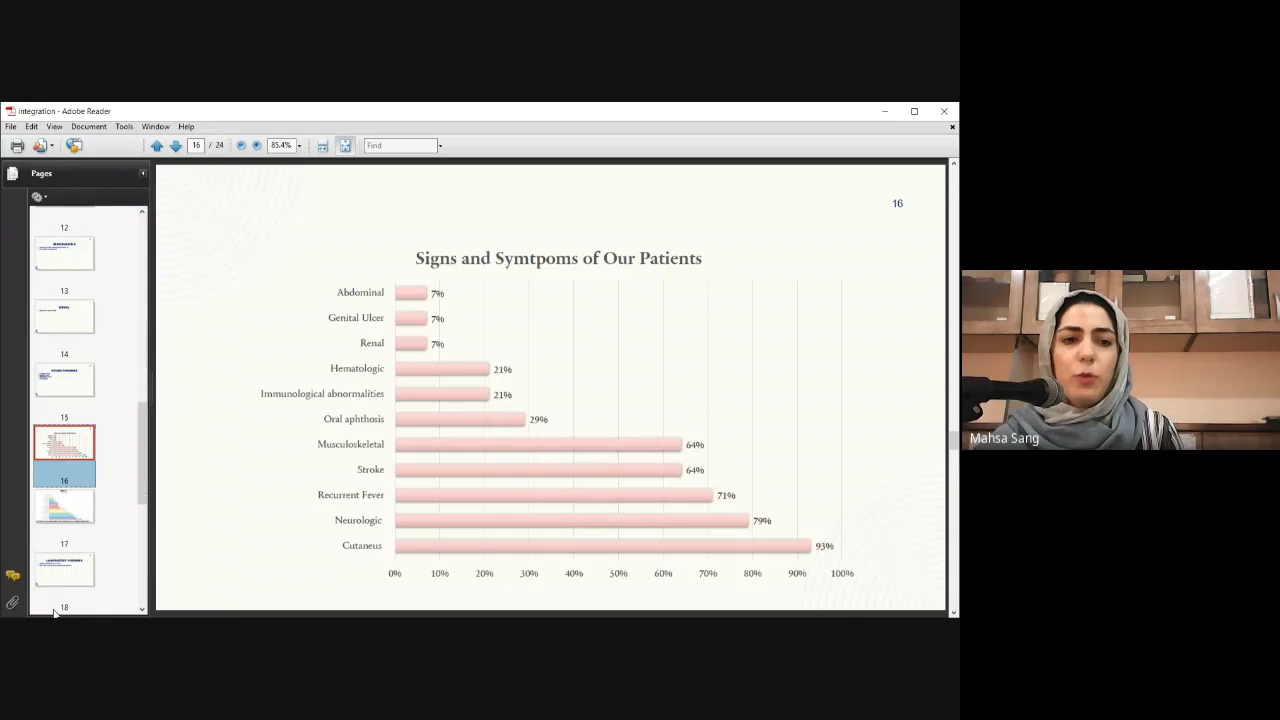 integration - Adobe Reader
File Edit View Document Tools Window Help
16 / 24 85.4% Find
Pages
12
13
14
15
16
17
18
16
Signs and Symtpoms of Our Patients
Abdominal 7%
Genital Ulcer 7%
Renal 7%
Hematologic 21%
Immunological abnormalities 21%
Oral aphthosis 29%
Musculoskeletal 64%
Stroke 64%
Recurrent Fever 71%
Neurologic 79%
Cutaneus 93%
0% 10% 20% 30% 40% 50% 60% 70% 80% 90% 100%
Mahsa Sang